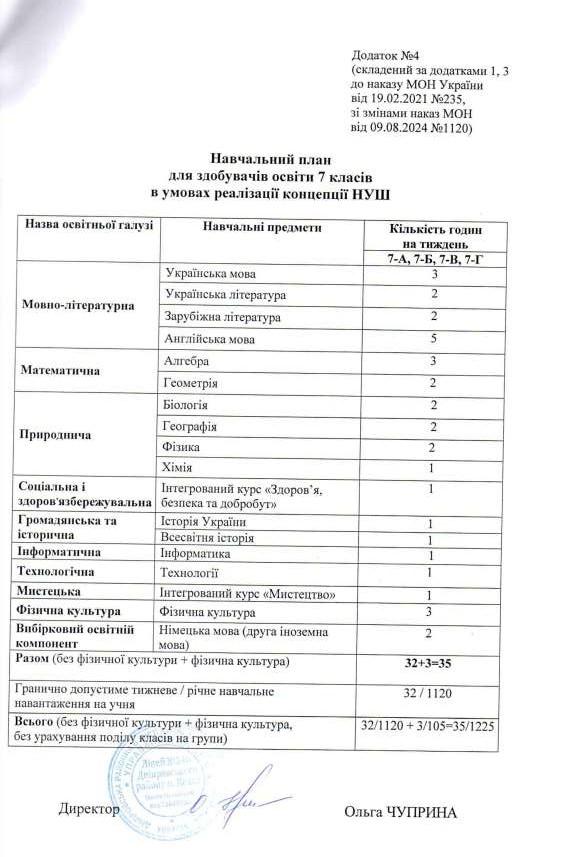 Додаток №4
(складений за додатками 1, 3
до наказу МОН України
від 19.02.2021 №235,
зі змінами наказ МОН
від 09.08.2024 №1120)
Навчальний план
для здобувачів освіти 7 класів
в умовах реалізації концепції НУШ
Назва освітньої галузі Навчальні предмети Кількість годин
на тиждень
7-А, 7-Б, 7-В, 7-Г
Мовно-літературна
Українська мова 3
Українська література 2
Зарубіжна література 2
Англійська мова 5
Математична
Алгебра 3
Геометрія 2
Природнича
Біологія 2
Географія 2
Фізика 2
Хімія 1
Соціальна і
здоров'язбережувальна
Інтегрований курс «Здоров’я,
безпека та добробут» 1
Громадянська та
історична
Історія України 1
Всесвітня історія 1
Інформатична Інформатика 1
Технологічна Технології 1
Мистецька Інтегрований курс «Мистецтво» 1
Фізична культура Фізична культура 3
Вибірковий освітній
компонент
Німецька мова (друга іноземна
мова) 2
Разом (без фізичної культури + фізична культура) 32+3=35
Гранично допустиме тижневе / річне навчальне
навантаження на учня 32 / 1120
Всього (без фізичної культури + фізична культура,
без урахування поділу класів на групи) 32/1120 + 3/105=35/1225
Директор Ольга ЧУПРИНА